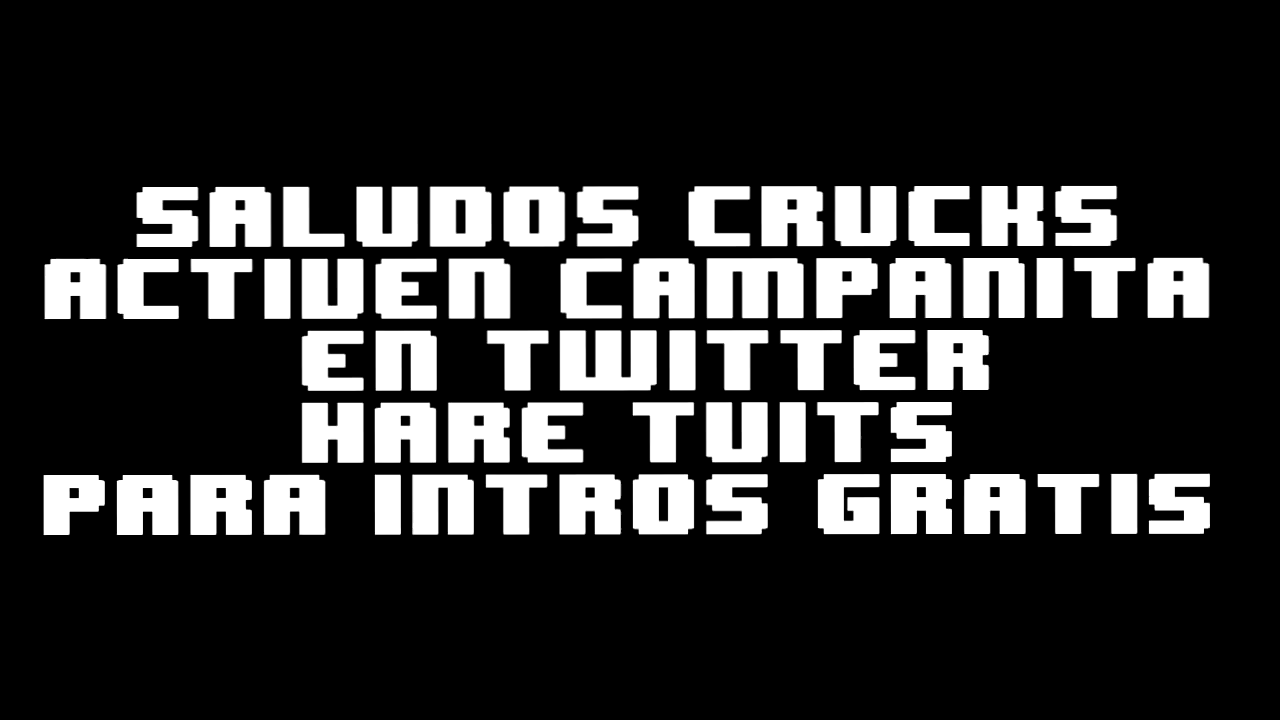 SALUDOS CRUCKS
ACTIVEN CAMPANITA
EN TWITTER
HARE TUITS
PARA INTROS GRATIS